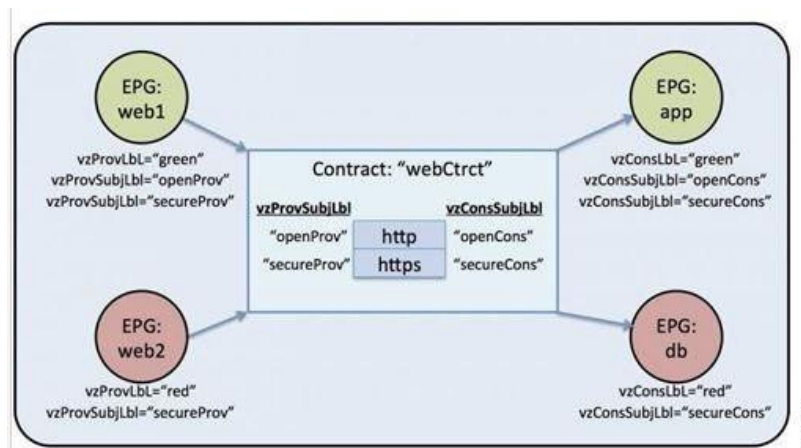 EPG:
web1
vzProvLbL=“green”
vzProvSubjLbl=“openProv”
vzProvSubjLbl=“secureProv”
EPG:
app
vzConsLbL=“green”
vzConsSubjLbl=“openCons”
vzConsSubjLbl=“secureCons”
Contract: “webCtrct”
vzProvSubjLbl vzConsSubjLbl
“openProv” http “openCons”
“secureProv” https “secureCons”
EPG:
web2
vzProvLbL=“red”
vzProvSubjLbl=“secureProv”
EPG:
db
vzConsLbL=“red”
vzConsSubjLbl=“secureCons”